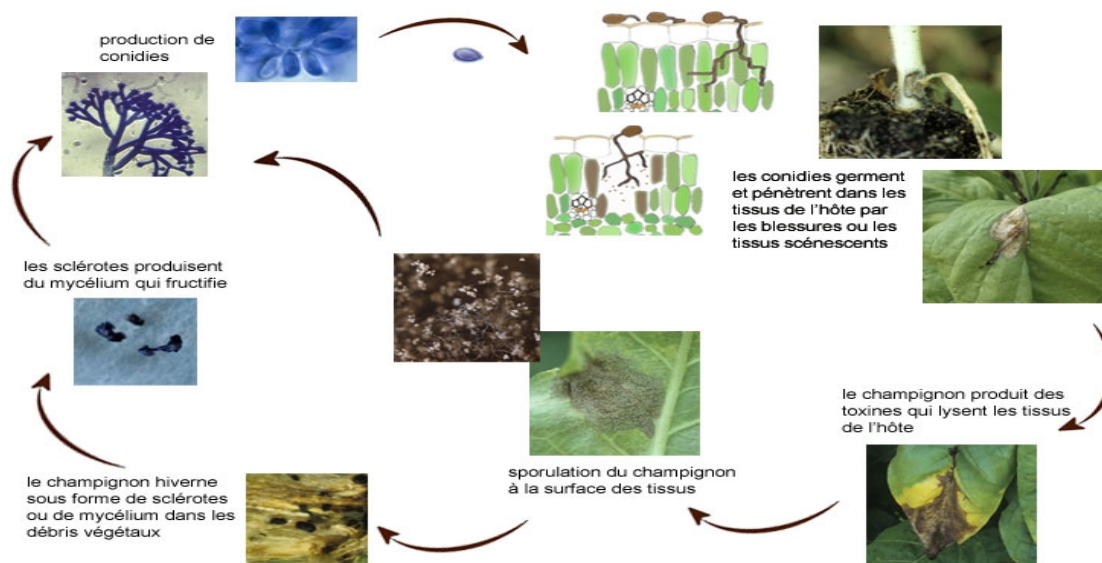 production de
conidies
les conidies germent
et pénètrent dans les
tissus de l'hôte par
les blessures ou les
tissus scénescents
le champignon produit des
toxines qui lysent les tissus
de l'hôte
sporulation du champignon
à la surface des tissus
le champignon hiverne
sous forme de sclérotes
ou de mycélium dans les
débris végétaux
les sclérotes produisent
du mycélium qui fructifie